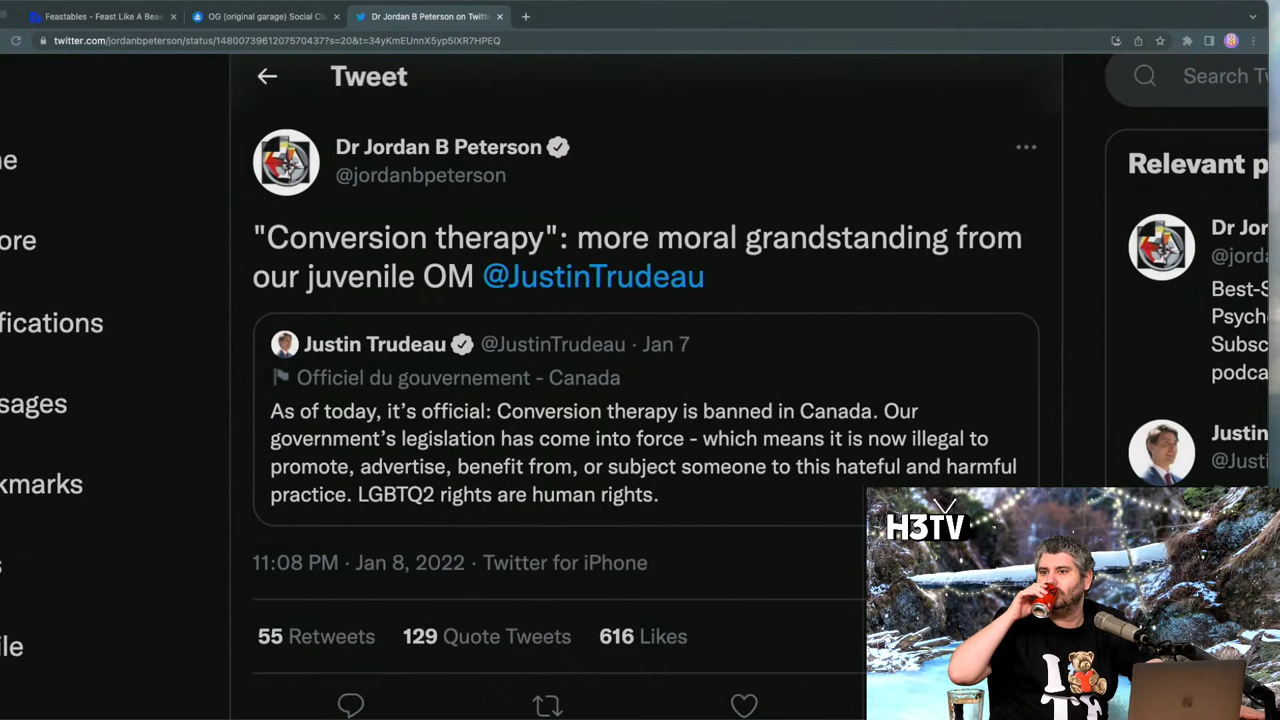 Feastables - Feast Like A Bea
OG (original garage) Social Cl
Dr Jordan B Peterson on Twitt
twitter.com/jordanbpeterson/status/1480073961207570437?s=20&t=34yKmEUnnX5yp5IXR7HPEQ
Tweet
Search Tw
ne
ore
fications
sages
kmarks
s
ile
Dr Jordan B Peterson
@jordanbpeterson
"Conversion therapy": more moral grandstanding from
our juvenile OM @JustinTrudeau
Justin Trudeau @JustinTrudeau · Jan 7
Officiel du gouvernement - Canada
As of today, it's official: Conversion therapy is banned in Canada. Our
government's legislation has come into force - which means it is now illegal to
promote, advertise, benefit from, or subject someone to this hateful and harmful
practice. LGBTQ2 rights are human rights.
11:08 PM · Jan 8, 2022 · Twitter for iPhone
55 Retweets 129 Quote Tweets 616 Likes
Relevant p
Dr Jor
@jorda
Best-S
Psych
Subsc
podca
Justin
@Justi
H3TV